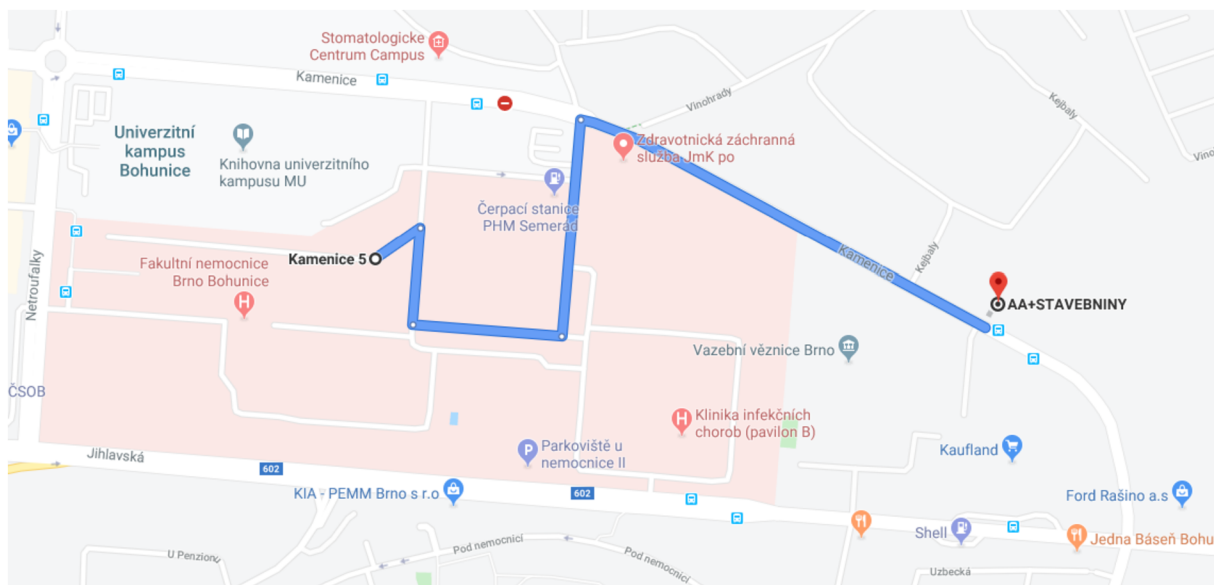 Stomatologicke
Centrum Campus
Kamenice
Vinohrady
Kejbaly
Univerzitní
kampus
Bohunice
Knihovna univerzitního
kampusu MU
Zdravotnická záchranná
služba JmK po
Čerpací stanice
PHM Semerád
Kamenice 5
Fakultní nemocnice
Brno Bohunice
H
Netroufalky
Kamenice
Kejbaly
AA+STAVEBNINY
Vazební věznice Brno
ČSOB
H
Klinika infekčních
chorob (pavilon B)
P
Parkoviště u
nemocnice II
Kaufland
Jihlavská
602
602
KIA - PEMM Brno s r.o
Ford Rašino a.s
Shell
Jedna Báseň Bohu
U Penzionu
Pod nemocnicí
Pod nemocnicí
Uzbecká